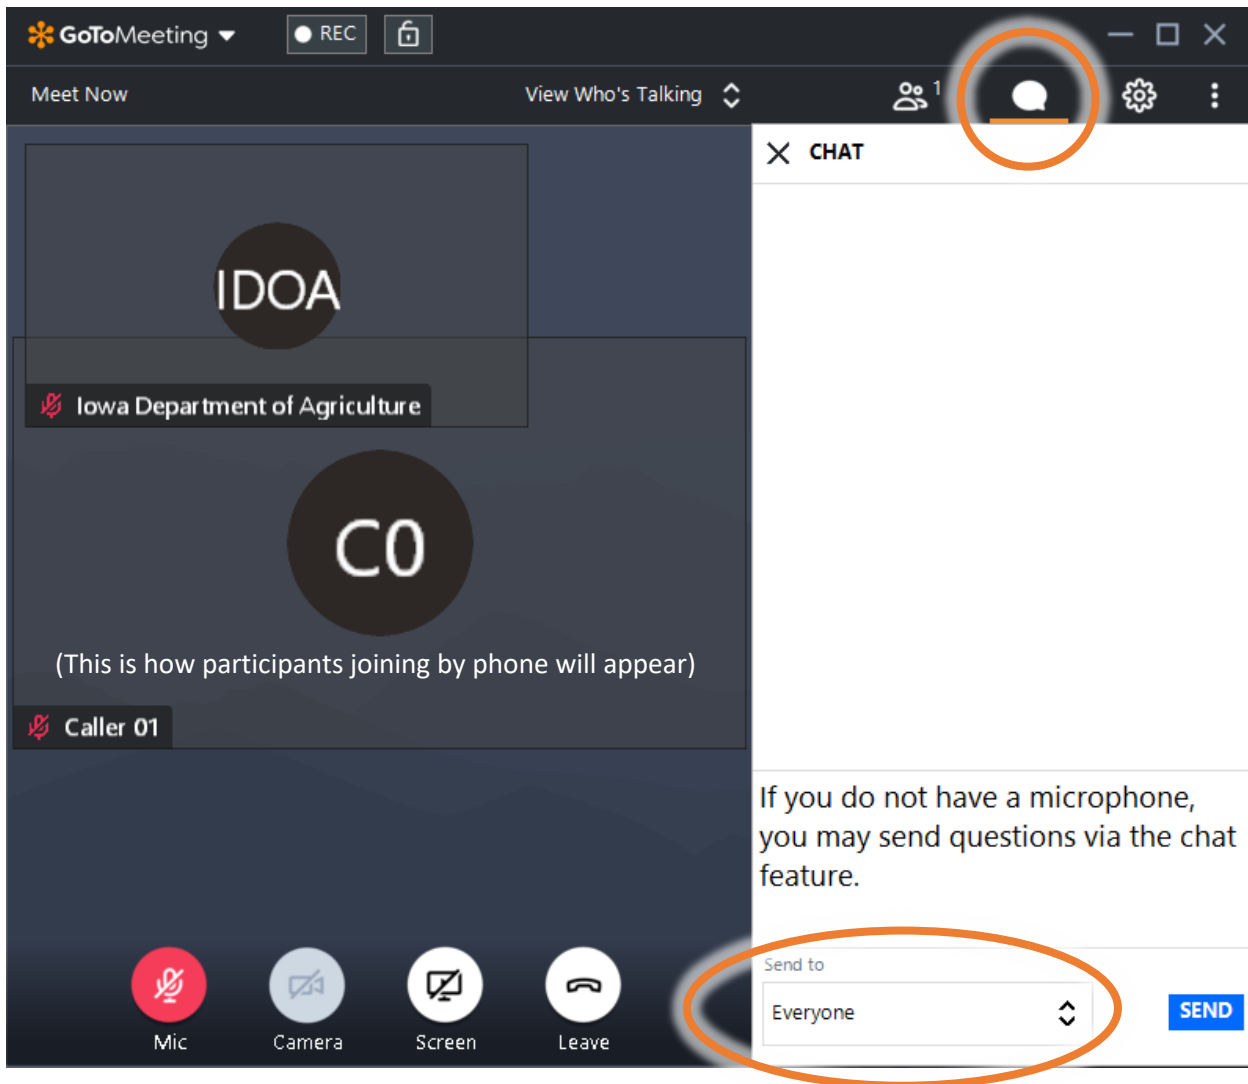 GoToMeeting
REC
Meet Now
View Who's Talking
1
CHAT
IDOA
Iowa Department of Agriculture
C0
(This is how participants joining by phone will appear)
Caller 01
If you do not have a microphone,
you may send questions via the chat
feature.
Send to
Everyone
SEND
Mic
Camera
Screen
Leave